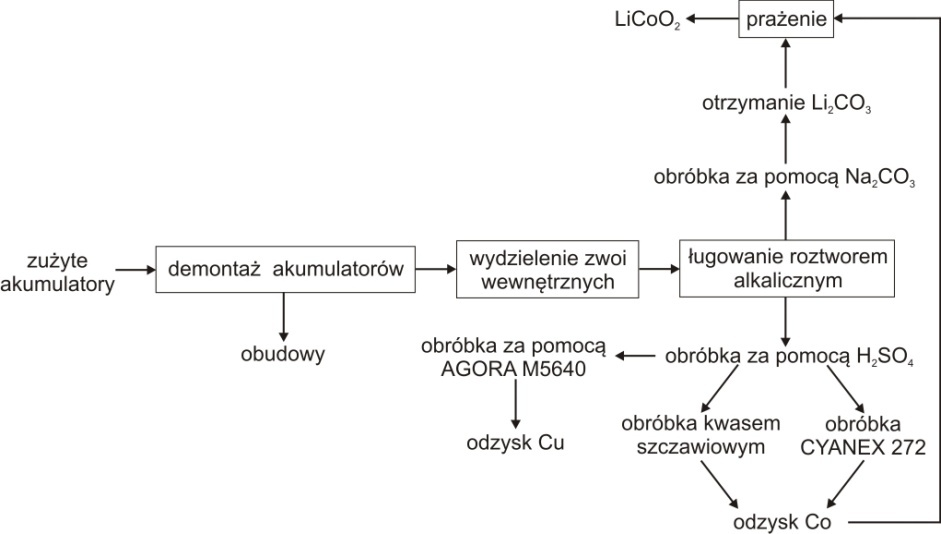 LiCoO₂
prażenie
otrzymanie Li₂CO₃
obróbka za pomocą Na₂CO₃
zużyte
akumulatory
demontaż akumulatorów
wydzielenie zwoi
wewnętrznych
ługowanie roztworem
alkalicznym
obudowy
obróbka za pomocą
AGORA M5640
obróbka za pomocą H₂SO₄
odzysk Cu
obróbka kwasem
szczawiowym
obróbka
CYANEX 272
odzysk Co